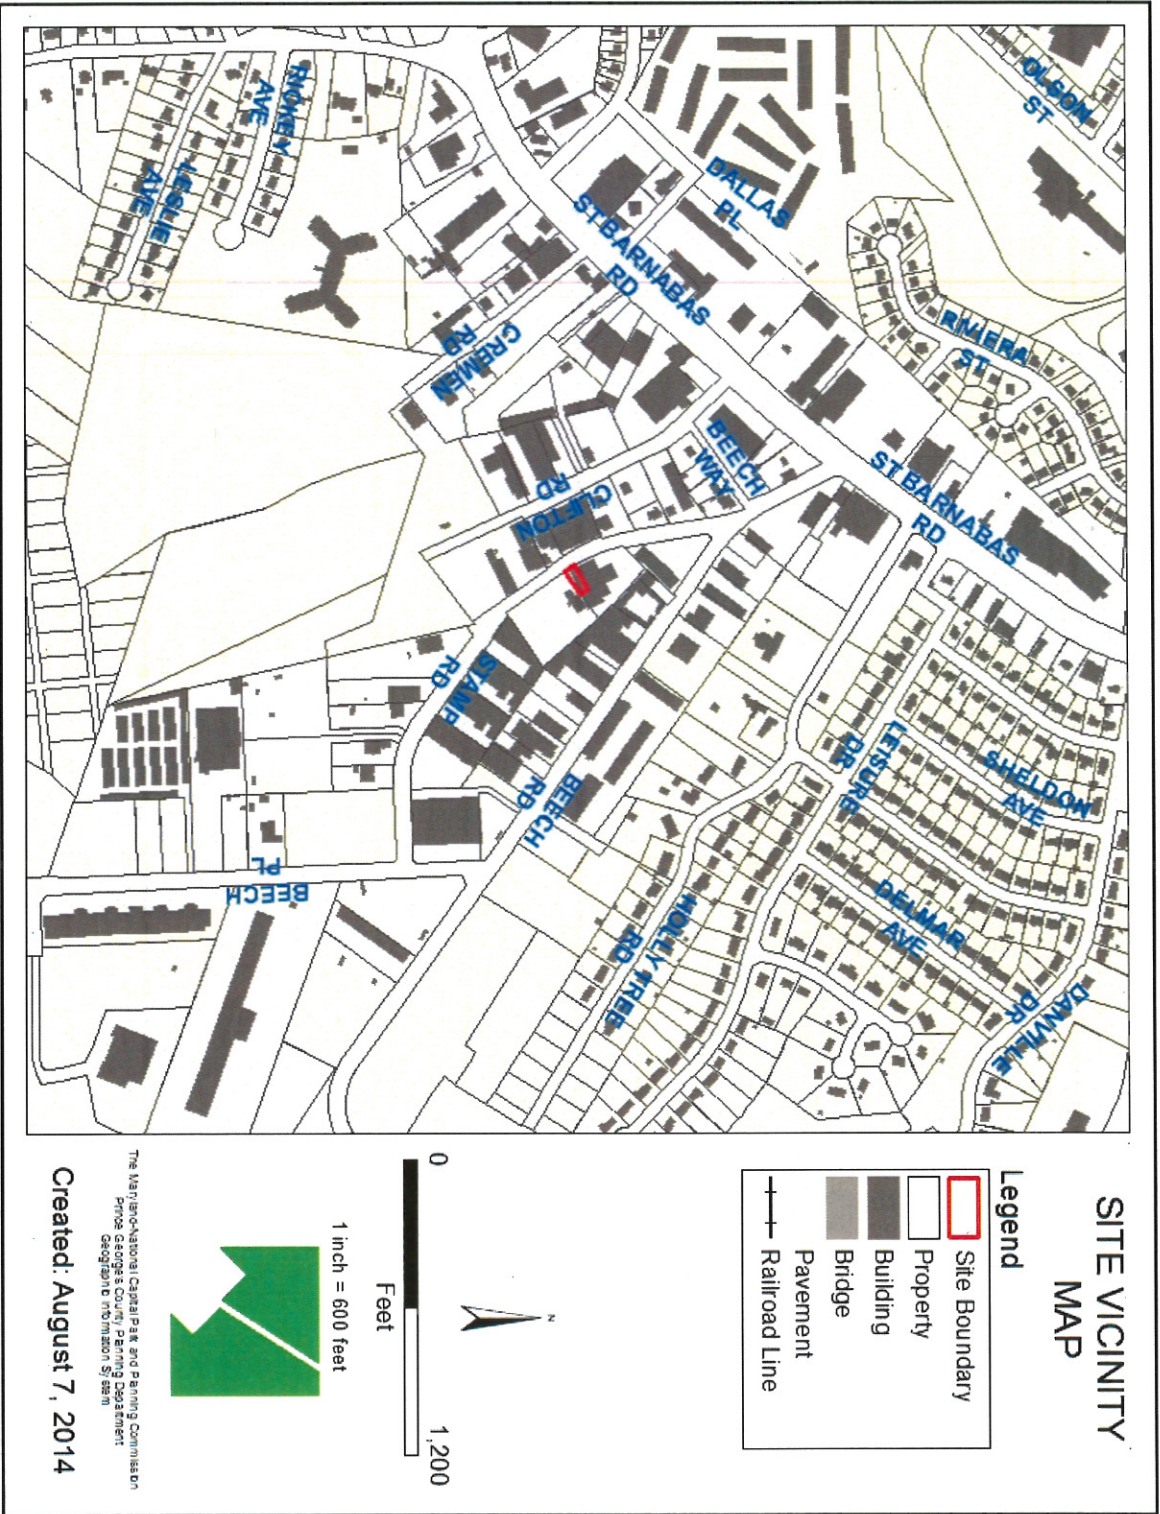 SITE VICINITY
MAP
Legend
Site Boundary
Property
Building
Bridge
Pavement
Railroad Line
N
0
1,200
Feet
1 inch = 600 feet
The Maryland-National Capital Park and Planning Commission
Prince George's County Planning Department
Geographic Information System
Created: August 7, 2014
OLSON
ST
DALLAS
PL
RIVIERA
ST
ST BARNABAS
RD
ST BARNABAS
RD
RICKEY
AVE
LESLIE
AVE
CREMEN
RD
BEECH
WAY
CLIFTON
RD
STAMP
RD
BEECH
RD
BEECH
PL
LEISURE
DR
SHELDON
AVE
DELMAR
AVE
DANVILLE
DR
HOLLY TREE
RD